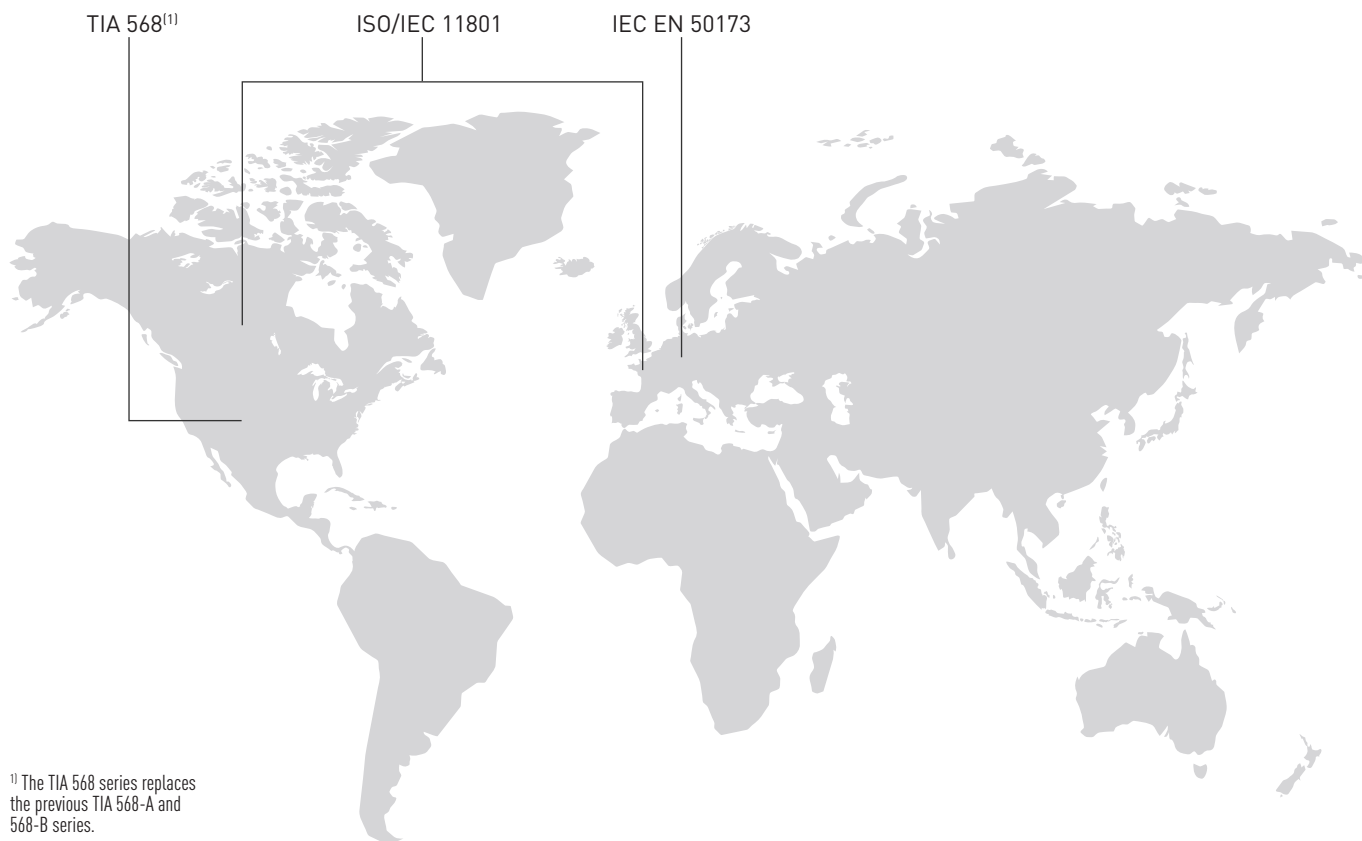 TIA 568(1)
ISO/IEC 11801
IEC EN 50173
1) The TIA 568 series replaces
the previous TIA 568-A and
568-B series.